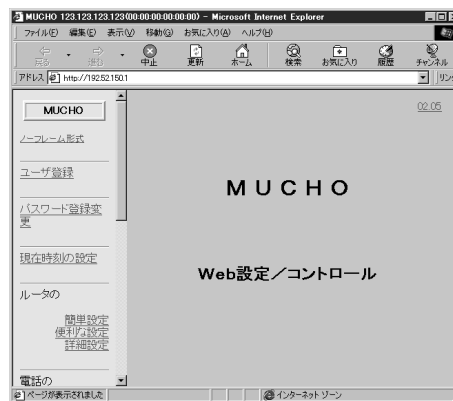 MUCHO 123.123.123.123(00:00:00:00:00:00) - Microsoft Internet Explorer
ファイル(F) 編集(E) 表示(V) 移動(G) お気に入り(A) ヘルプ(H)
戻る 進む 中止 更新 ホーム 検索 お気に入り 履歴 チャンネル
アドレス http://192.52.150.1 リン
MUCHO
02.05
ノーフレーム形式
ユーザ登録
パスワード登録変
更
MUCHO
現在時刻の設定
Web設定／コントロール
ルータの
簡単設定
便利な設定
詳細設定
電話の
ページが表示されました
インターネット ゾーン